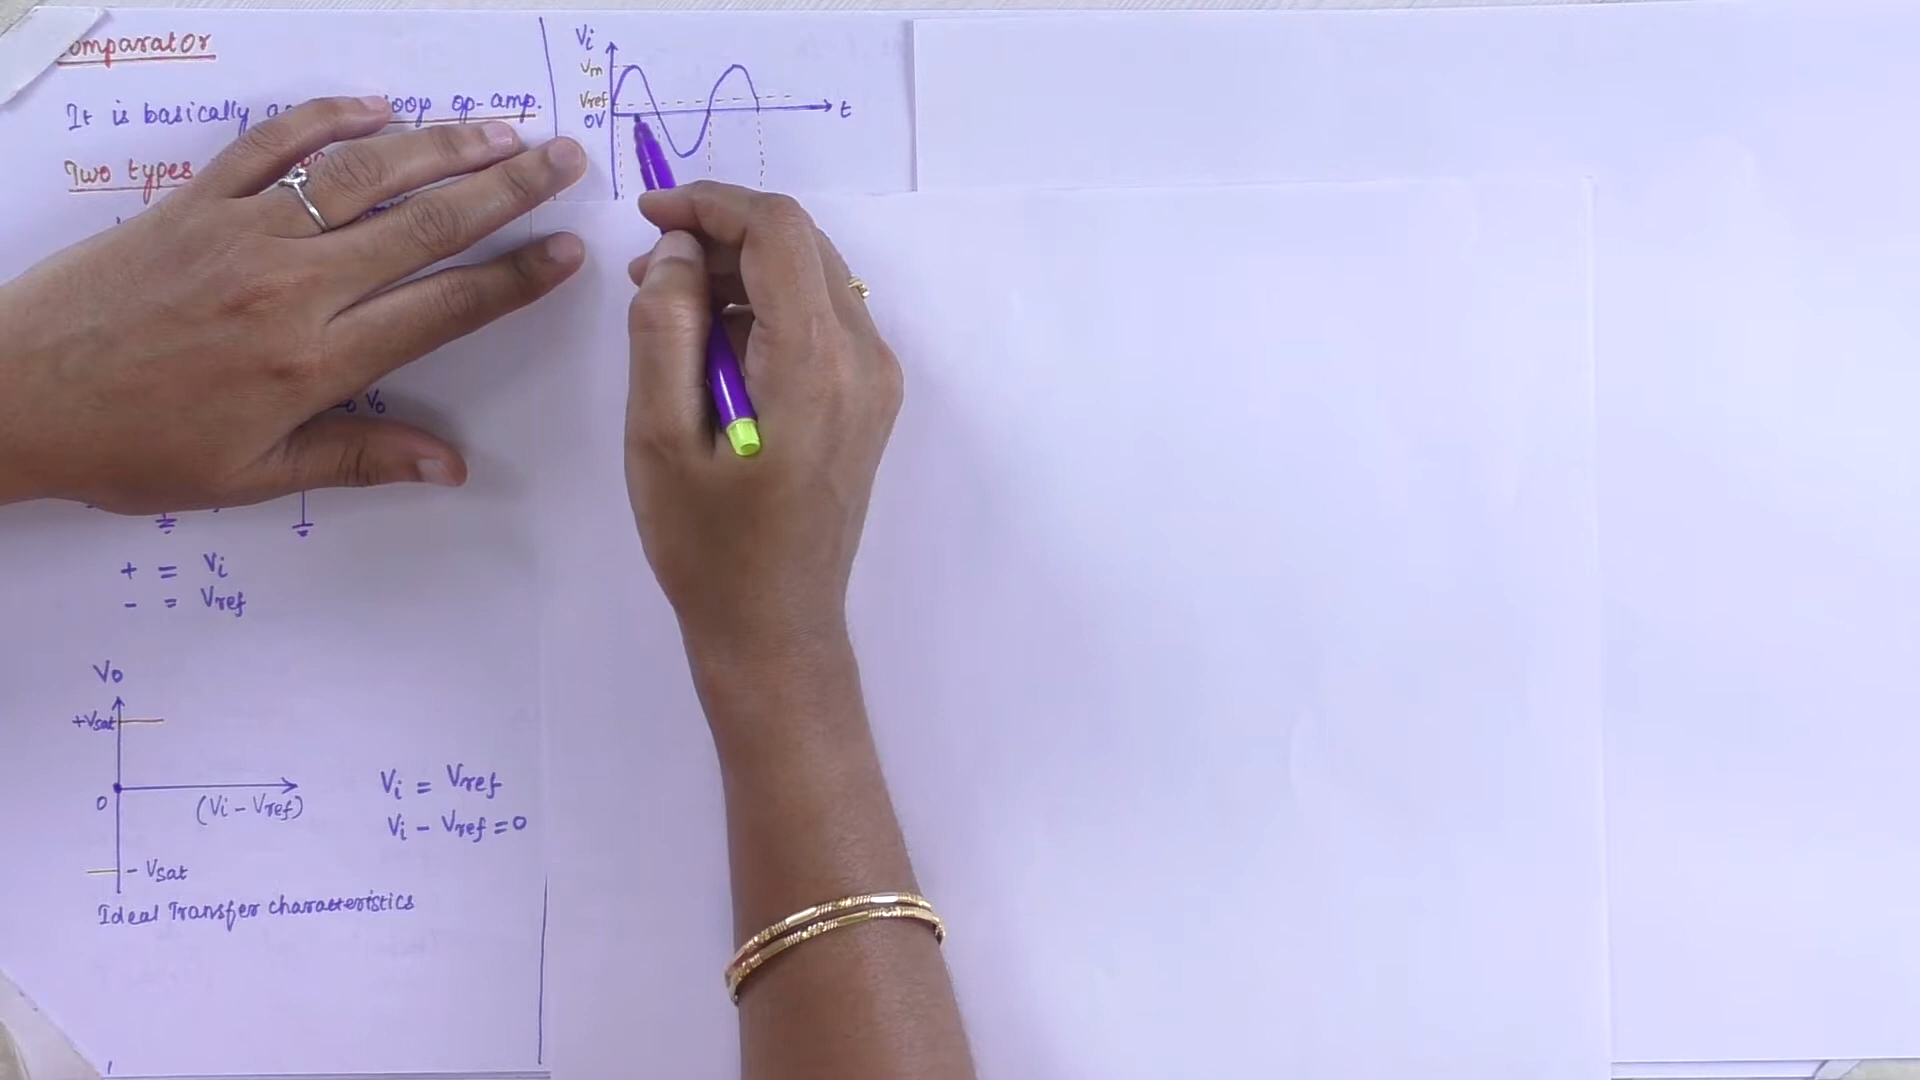 omparator
It is basically loop op-amp.
Two types
Vo
+ = Vi
- = Vref
Vo
+Vsat
0
(Vi - Vref)
- Vsat
Ideal Transfer characteristics
Vi = Vref
Vi - Vref = 0
Vi
Vm
Vref
0V
t